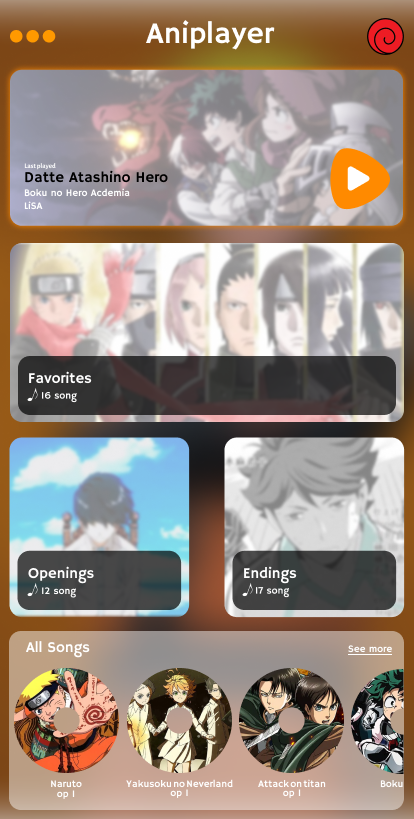 Aniplayer
Last played
Datte Atashino Hero
Boku no Hero Acdemia
LiSA
Favorites
16 song
Openings
12 song
Endings
17 song
All Songs
See more
Naruto
op 1
Yakusoku no Neverland
op 1
Attack on titan
op 1
Boku